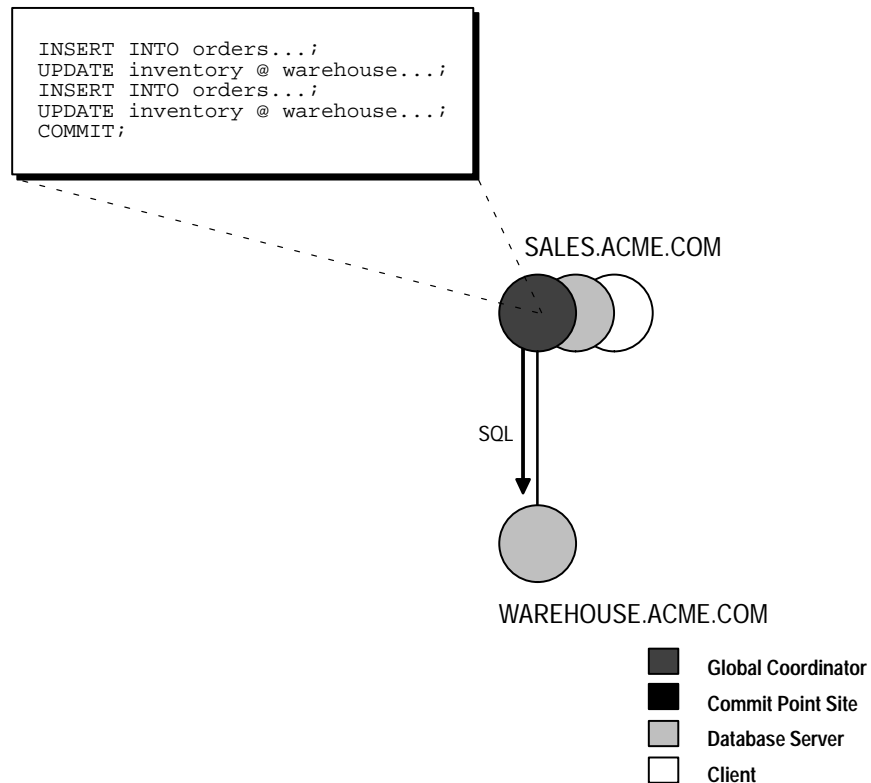 INSERT INTO orders...;
UPDATE inventory @ warehouse...;
INSERT INTO orders...;
UPDATE inventory @ warehouse...;
COMMIT;
SALES.ACME.COM
SQL
WAREHOUSE.ACME.COM
Global Coordinator
Commit Point Site
Database Server
Client